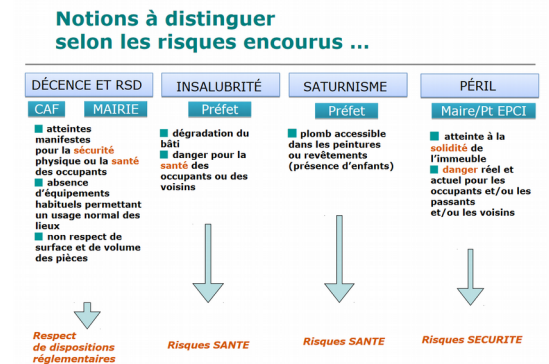 Notions à distinguer
selon les risques encourus ...
DÉCENCE ET RSD
CAF
MAIRIE
atteintes
manifestes
pour la sécurité
physique ou la santé
des occupants
absence
d'équipements
habituels permettant
un usage normal des
lieux
non respect de
surface et de volume
des pièces
Respect
de dispositions
réglementaires
INSALUBRITÉ
Préfet
dégradation du
bâti
danger pour la
santé des
occupants ou des
voisins
Risques SANTE
SATURNISME
Préfet
plomb accessible
dans les peintures
ou revêtements
(présence d'enfants)
Risques SANTE
PÉRIL
Maire/Pt EPCI
atteinte à la
solidité de
l'immeuble
danger réel et
actuel pour les
occupants et/ou les
passants
et/ou les voisins
Risques SECURITE